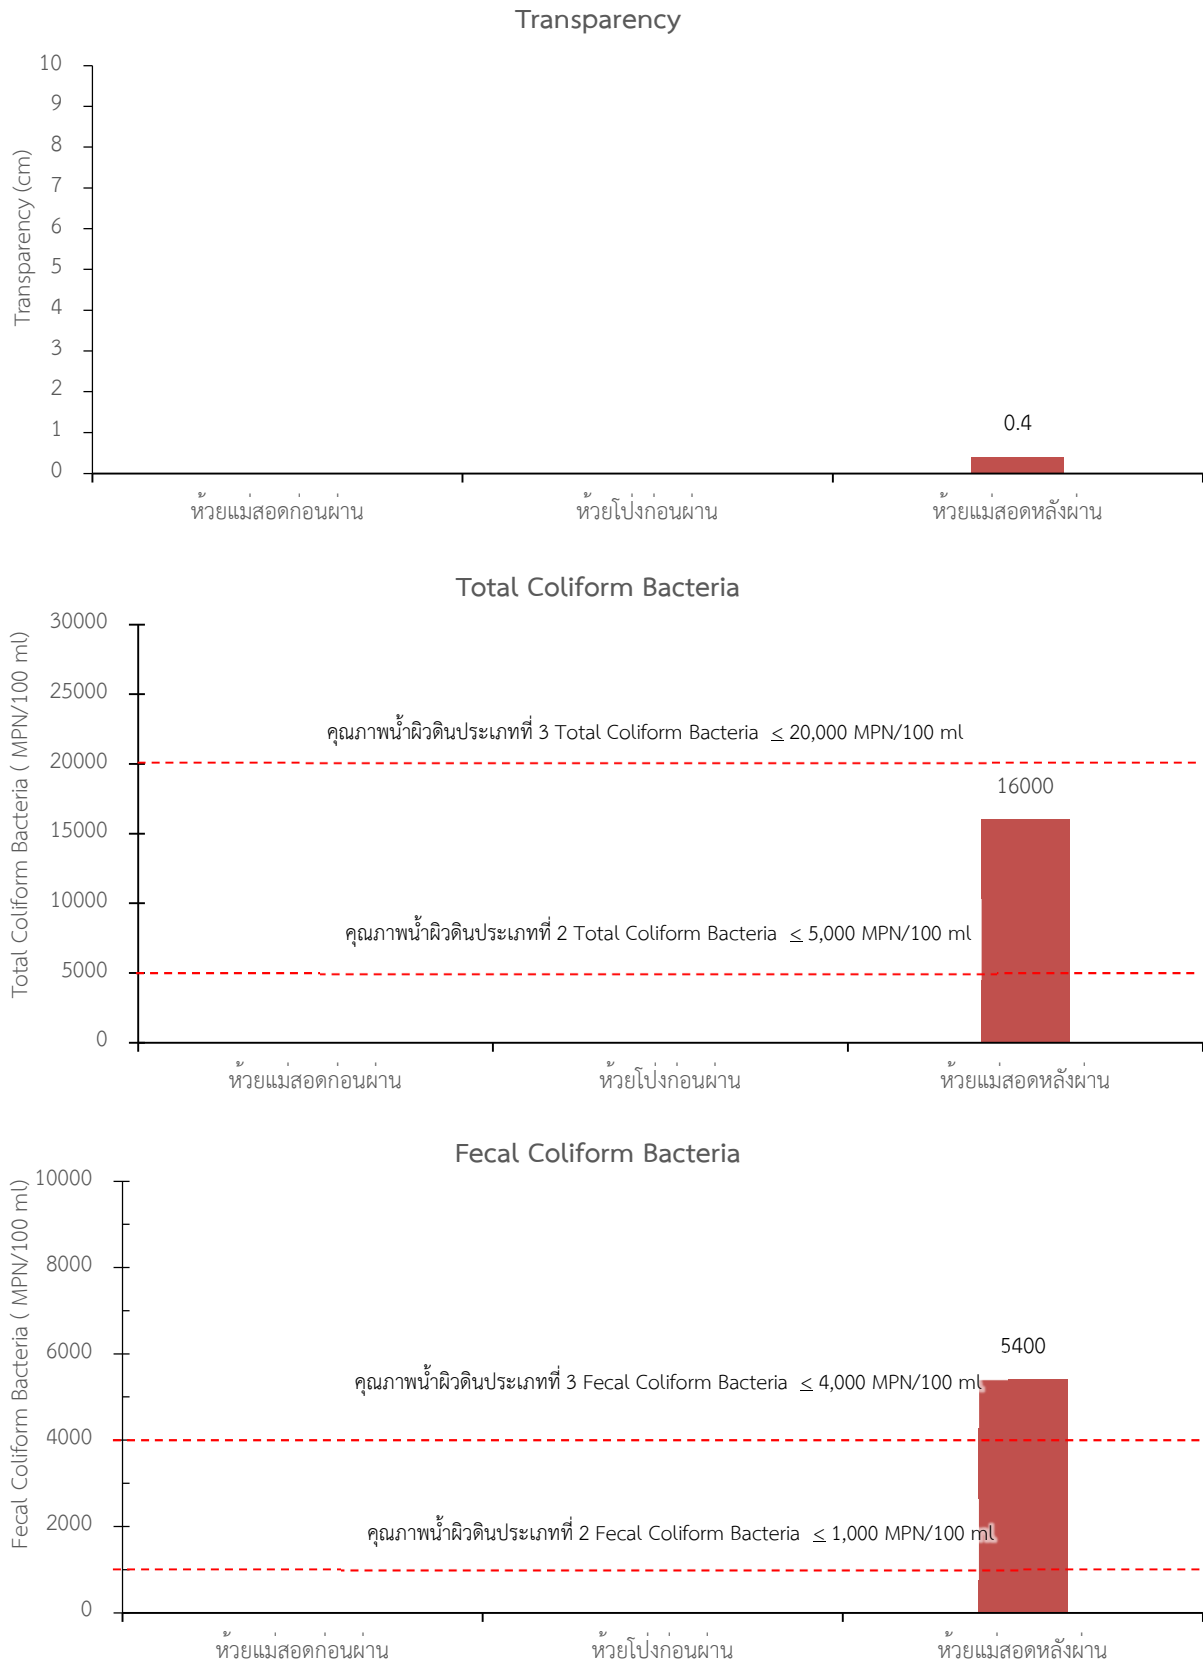 Transparency
Transparency (cm)
10
9
8
7
6
5
4
3
2
1
0
0.4
ห้วยแม่สอดก่อนผ่าน
ห้วยโป่งก่อนผ่าน
ห้วยแม่สอดหลังผ่าน
Total Coliform Bacteria
Total Coliform Bacteria ( MPN/100 ml)
30000
25000
20000
15000
10000
5000
0
คุณภาพน้ำผิวดินประเภทที่ 3 Total Coliform Bacteria ≤ 20,000 MPN/100 ml
16000
คุณภาพน้ำผิวดินประเภทที่ 2 Total Coliform Bacteria ≤ 5,000 MPN/100 ml
ห้วยแม่สอดก่อนผ่าน
ห้วยโป่งก่อนผ่าน
ห้วยแม่สอดหลังผ่าน
Fecal Coliform Bacteria
Fecal Coliform Bacteria ( MPN/100 ml)
10000
8000
6000
4000
2000
0
5400
คุณภาพน้ำผิวดินประเภทที่ 3 Fecal Coliform Bacteria ≤ 4,000 MPN/100 ml
คุณภาพน้ำผิวดินประเภทที่ 2 Fecal Coliform Bacteria ≤ 1,000 MPN/100 ml
ห้วยแม่สอดก่อนผ่าน
ห้วยโป่งก่อนผ่าน
ห้วยแม่สอดหลังผ่าน